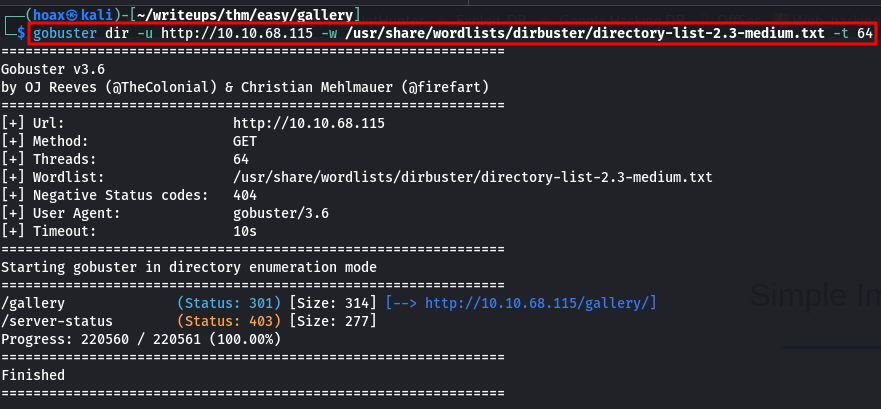 (hoax㉿kali)-[~/writeups/thm/easy/gallery]
$ gobuster dir -u http://10.10.68.115 -w /usr/share/wordlists/dirbuster/directory-list-2.3-medium.txt -t 64
===============================================================
Gobuster v3.6
by OJ Reeves (@TheColonial) & Christian Mehlmauer (@firefart)
===============================================================
[+] Url:                     http://10.10.68.115
[+] Method:                  GET
[+] Threads:                 64
[+] Wordlist:                /usr/share/wordlists/dirbuster/directory-list-2.3-medium.txt
[+] Negative Status codes:   404
[+] User Agent:              gobuster/3.6
[+] Timeout:                 10s
===============================================================
Starting gobuster in directory enumeration mode
===============================================================
/gallery              (Status: 301) [Size: 314] [--> http://10.10.68.115/gallery/]
/server-status        (Status: 403) [Size: 277]
Progress: 220560 / 220561 (100.00%)
===============================================================
Finished
===============================================================
Simple In